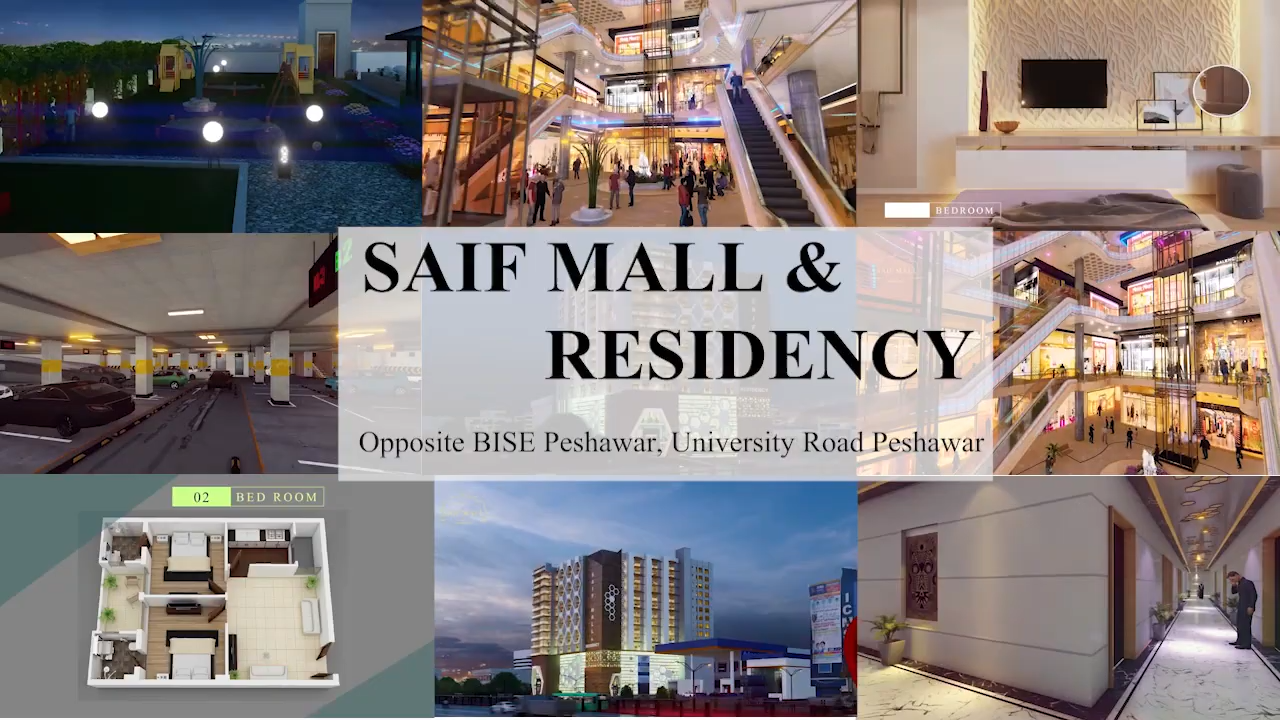 BEDROOM
SAIF MALL &
RESIDENCY
Opposite BISE Peshawar, University Road Peshawar
02 BED ROOM